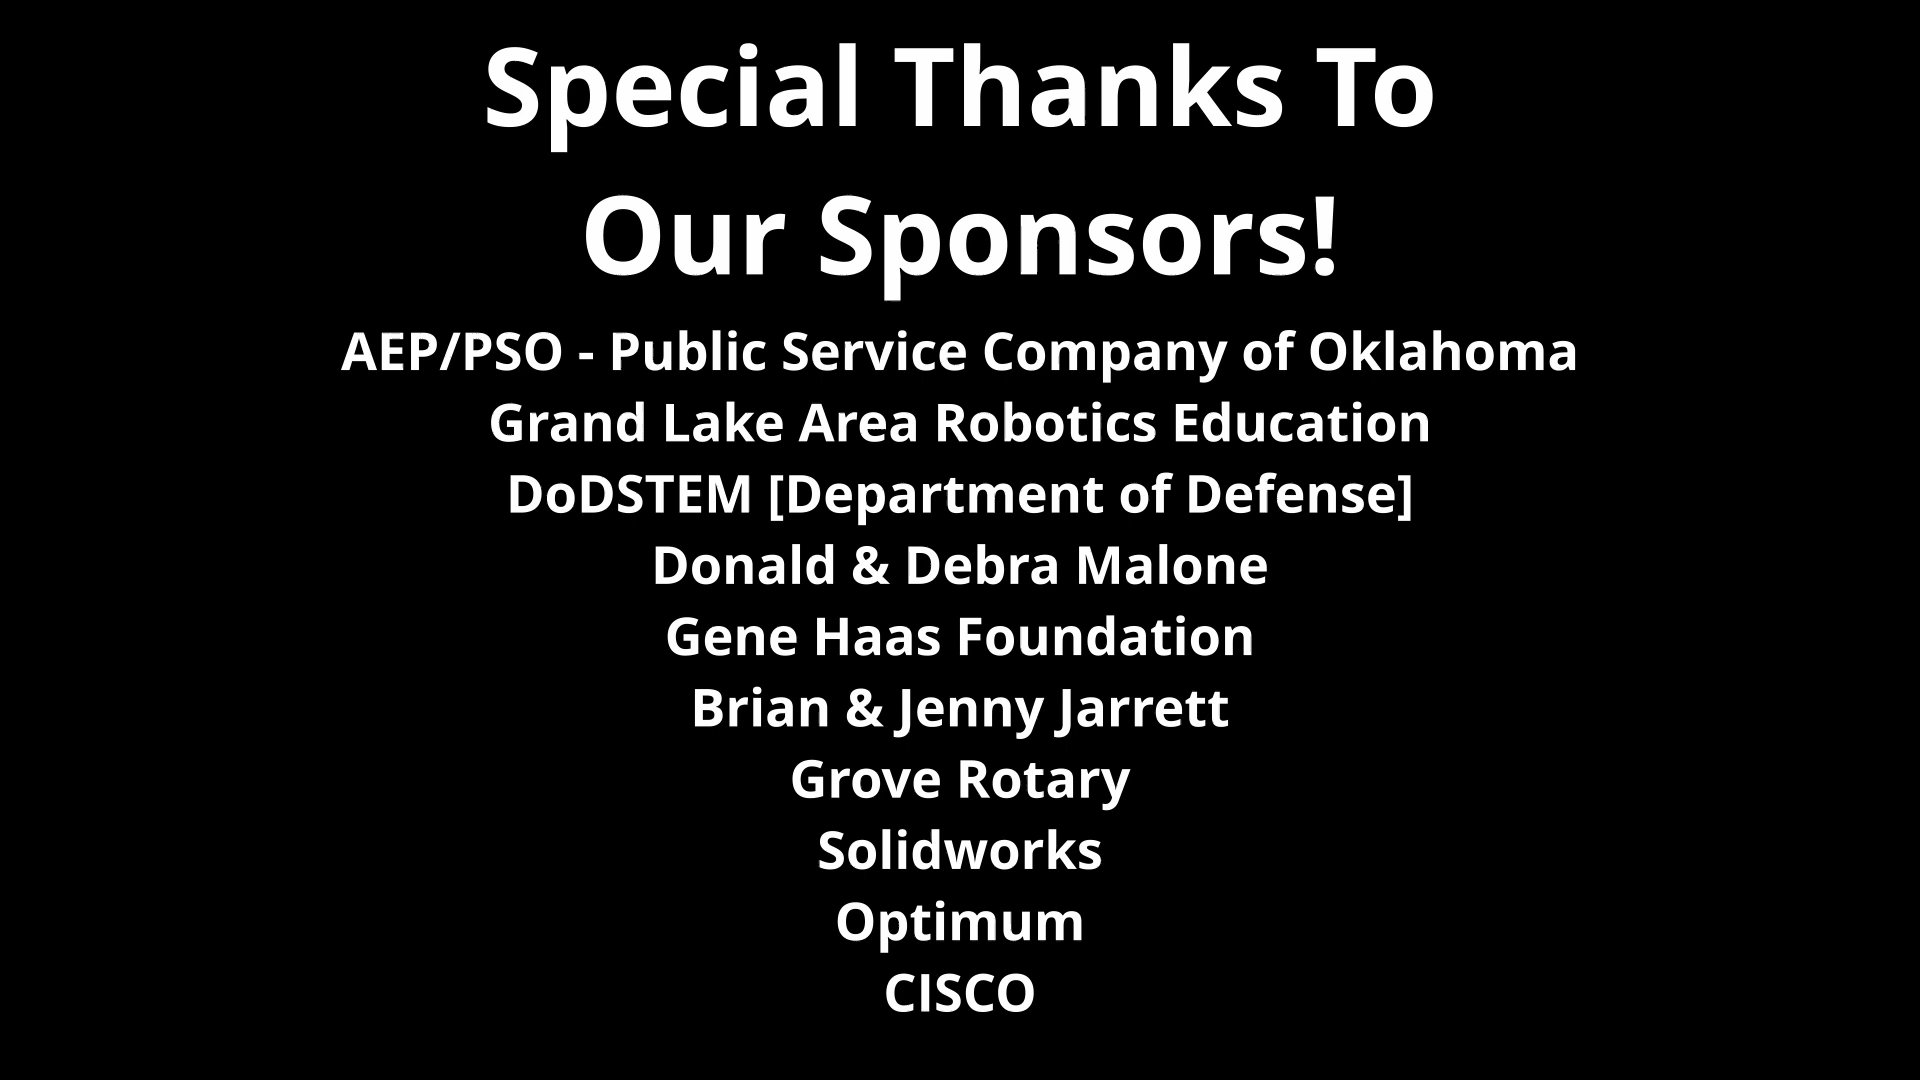 Special Thanks To
Our Sponsors!
AEP/PSO - Public Service Company of Oklahoma
Grand Lake Area Robotics Education
DoDSTEM [Department of Defense]
Donald & Debra Malone
Gene Haas Foundation
Brian & Jenny Jarrett
Grove Rotary
Solidworks
Optimum
CISCO